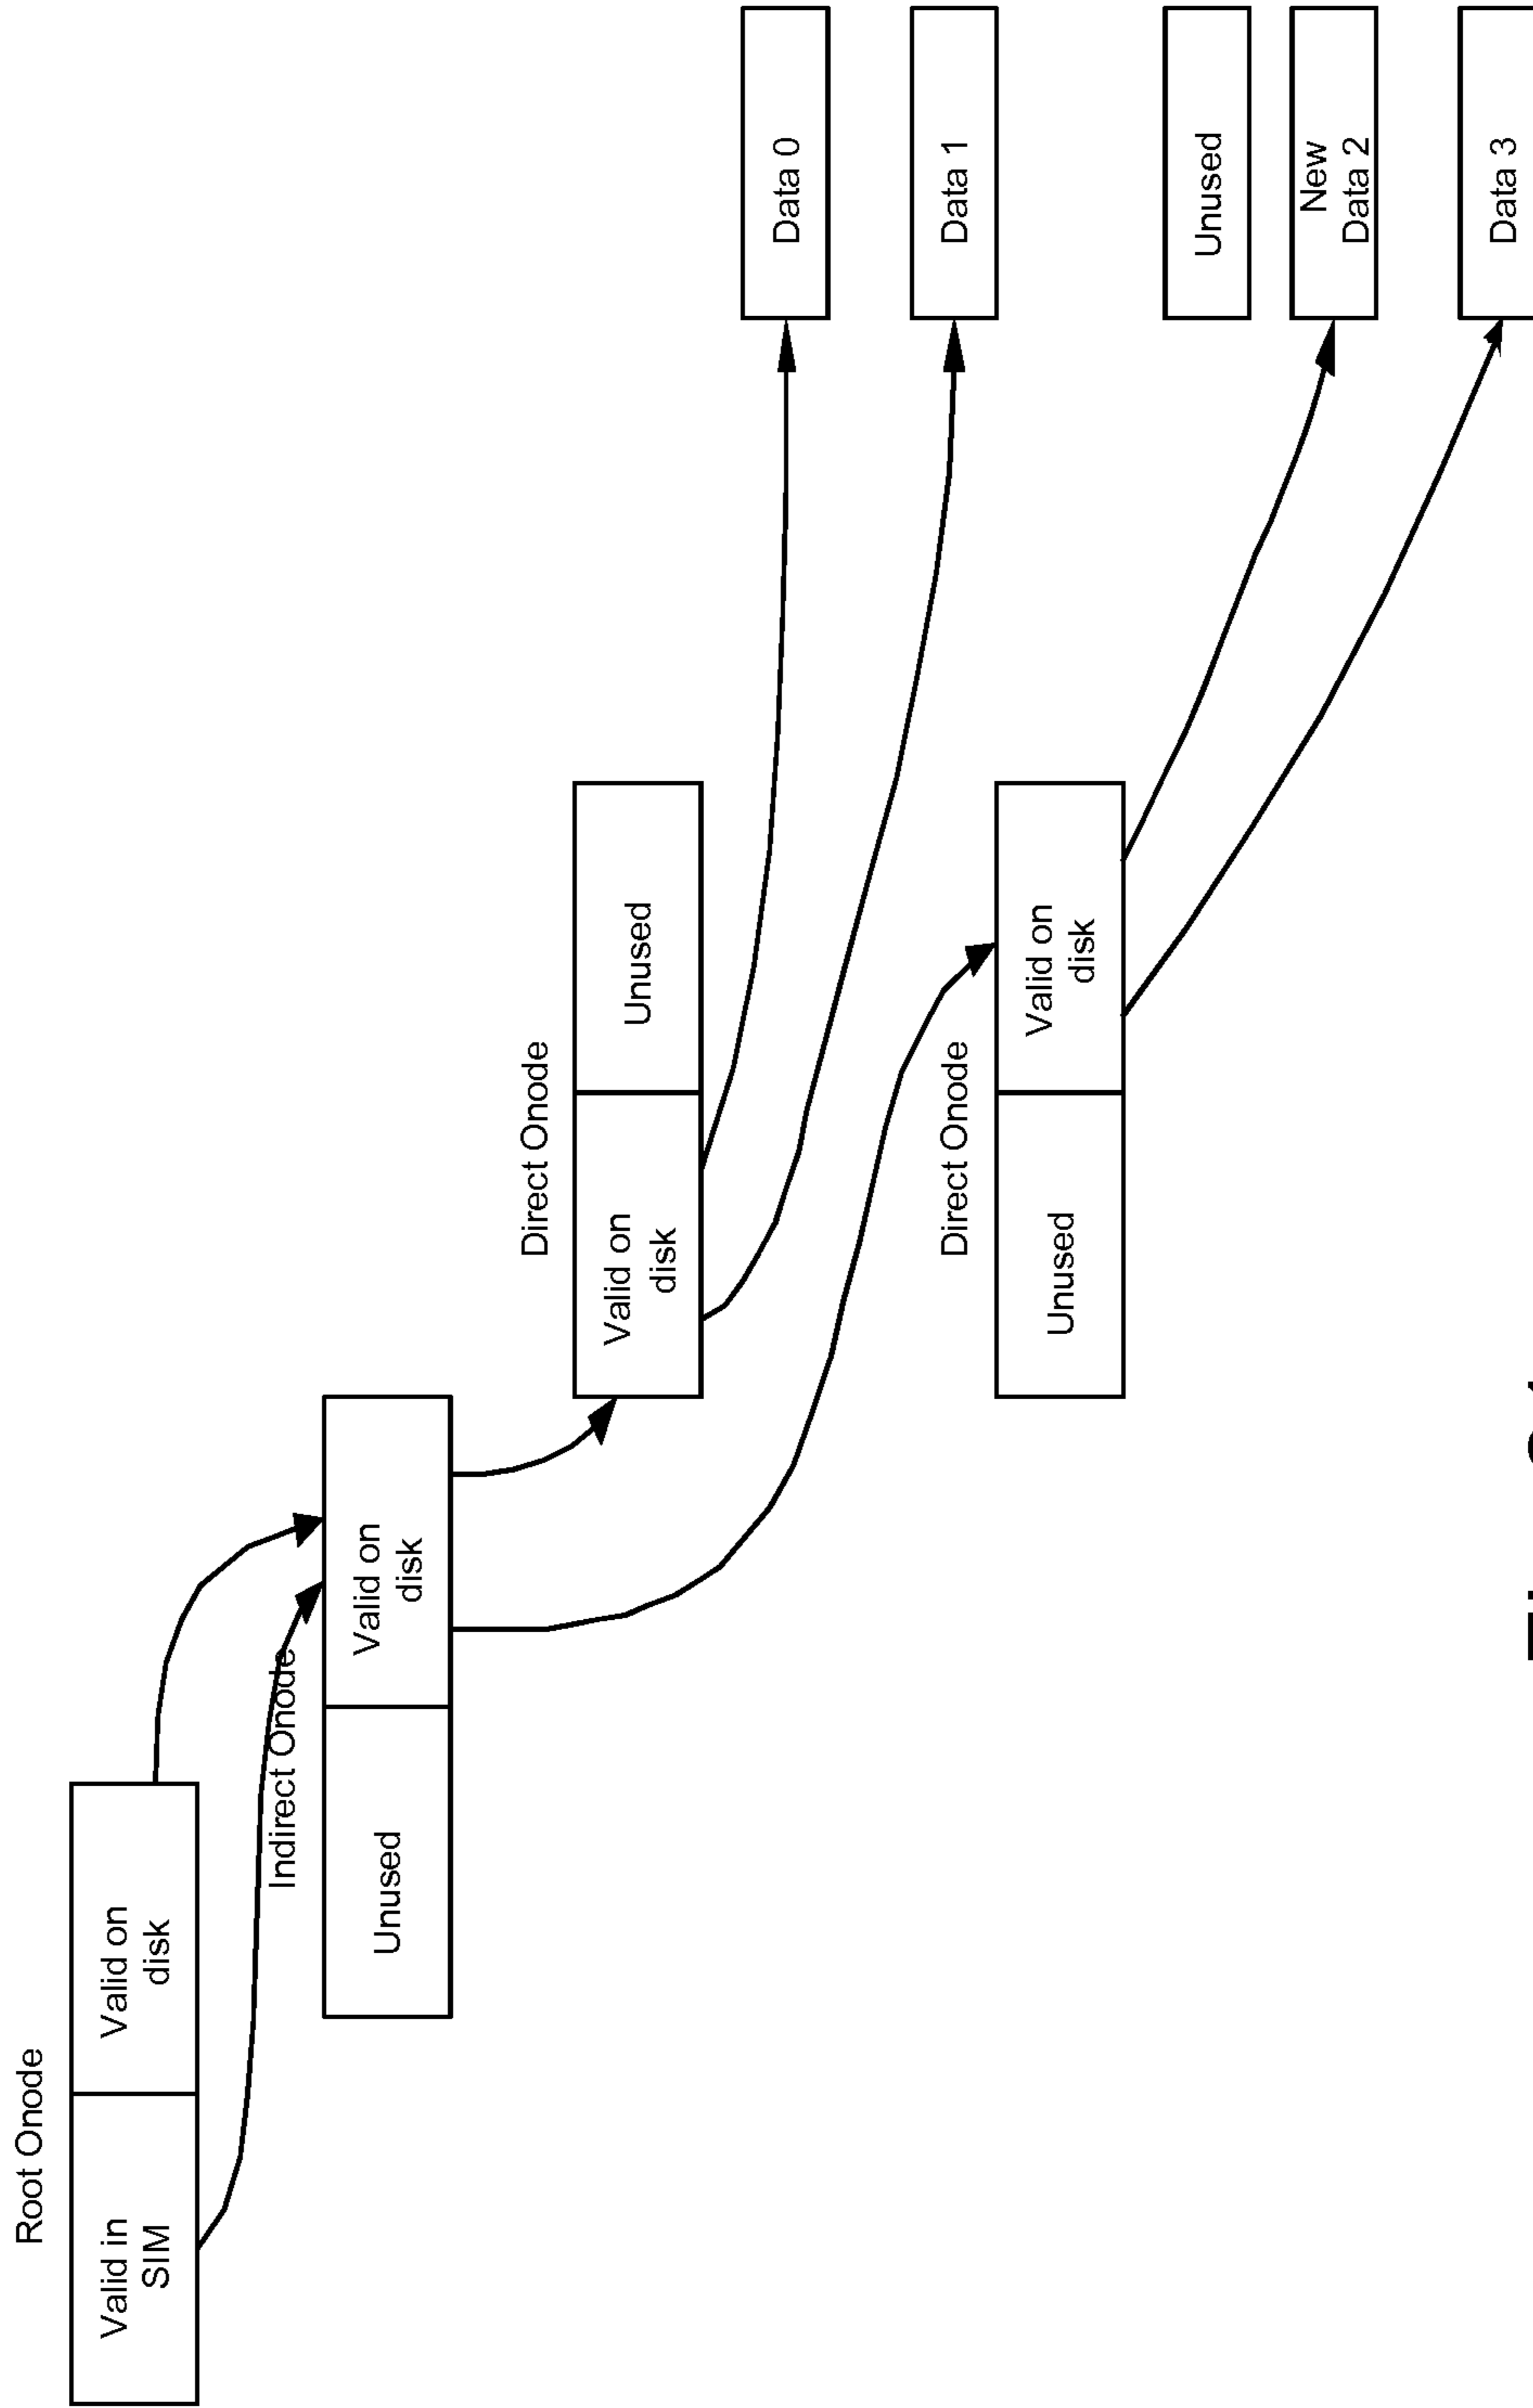 Root Onode
Valid in
SIM
Valid on
disk
Indirect Onode
Unused
Valid on
disk
Direct Onode
Valid on
disk
Unused
Data 0
Data 1
Direct Onode
Unused
Valid on
disk
Unused
New
Data 2
Data 3